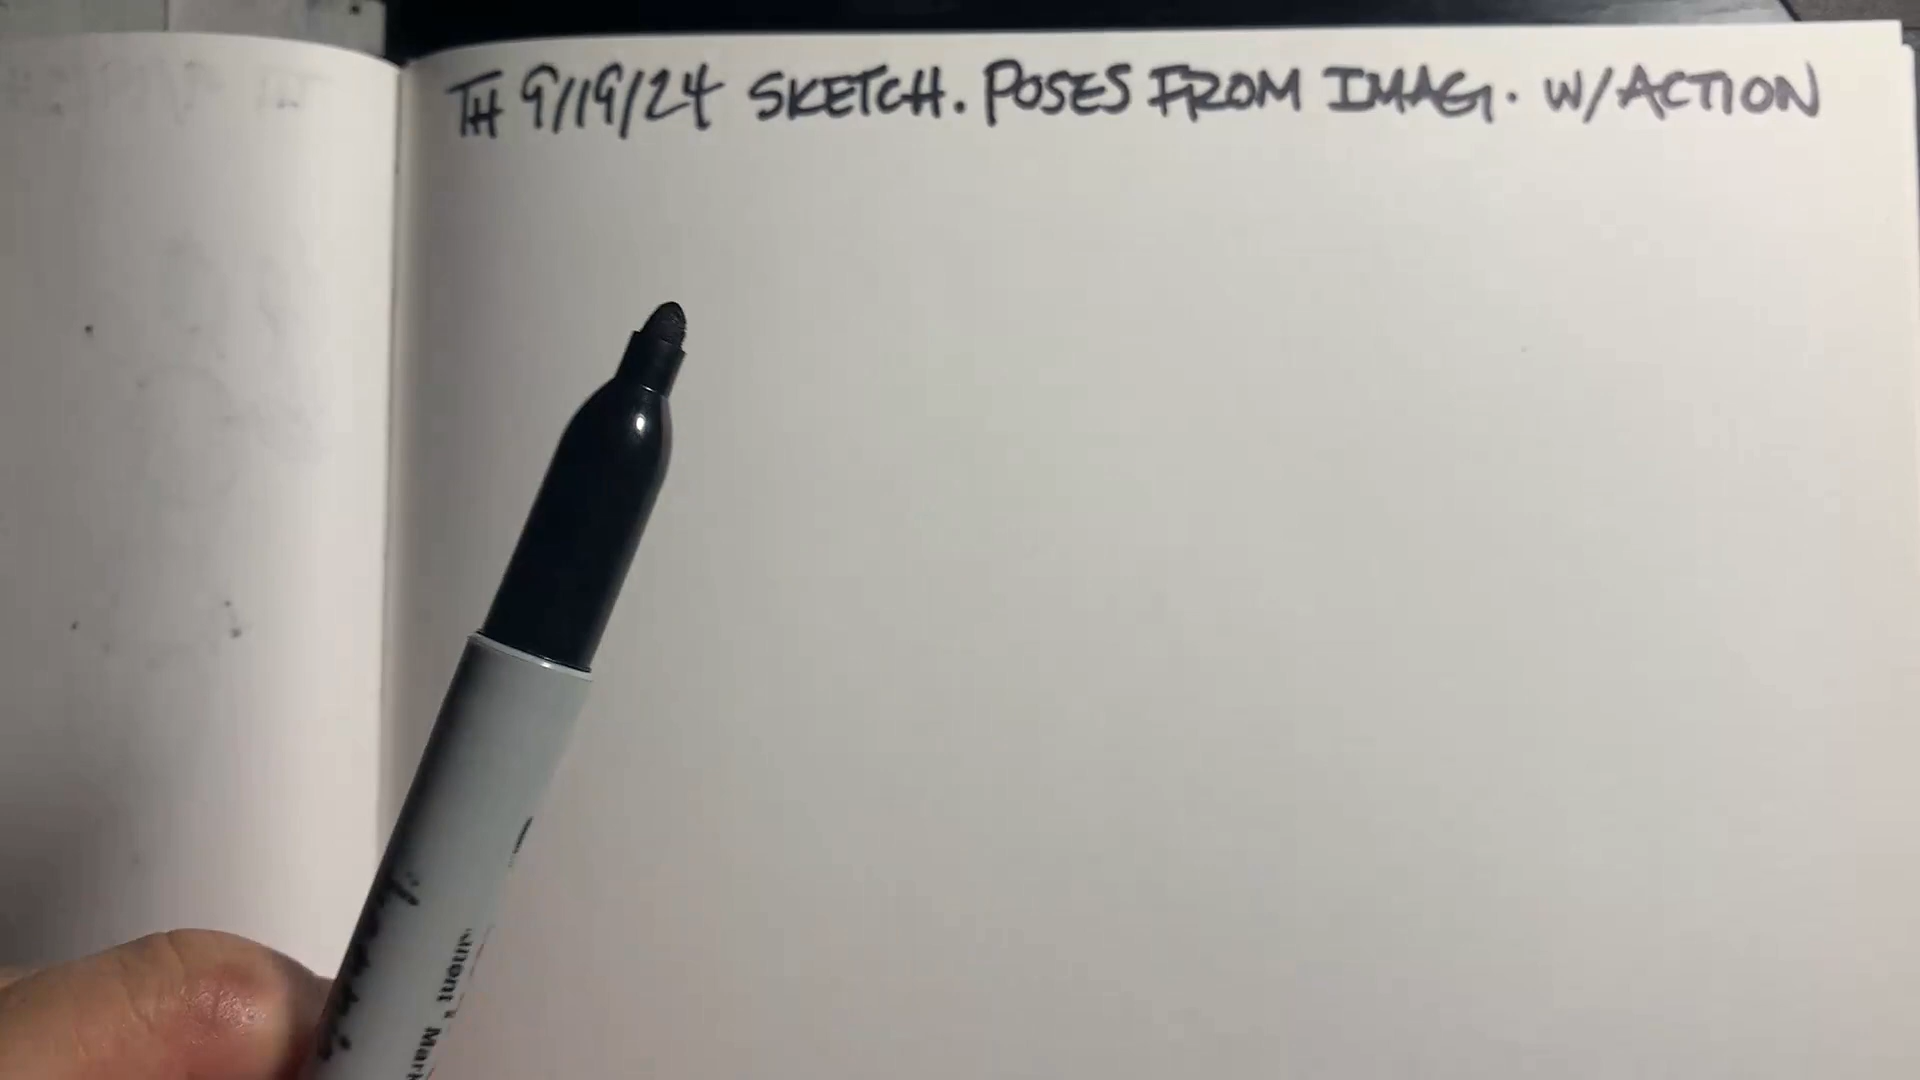 TH 9/19/24 SKETCH. POSES FROM IMAG. W/ACTION